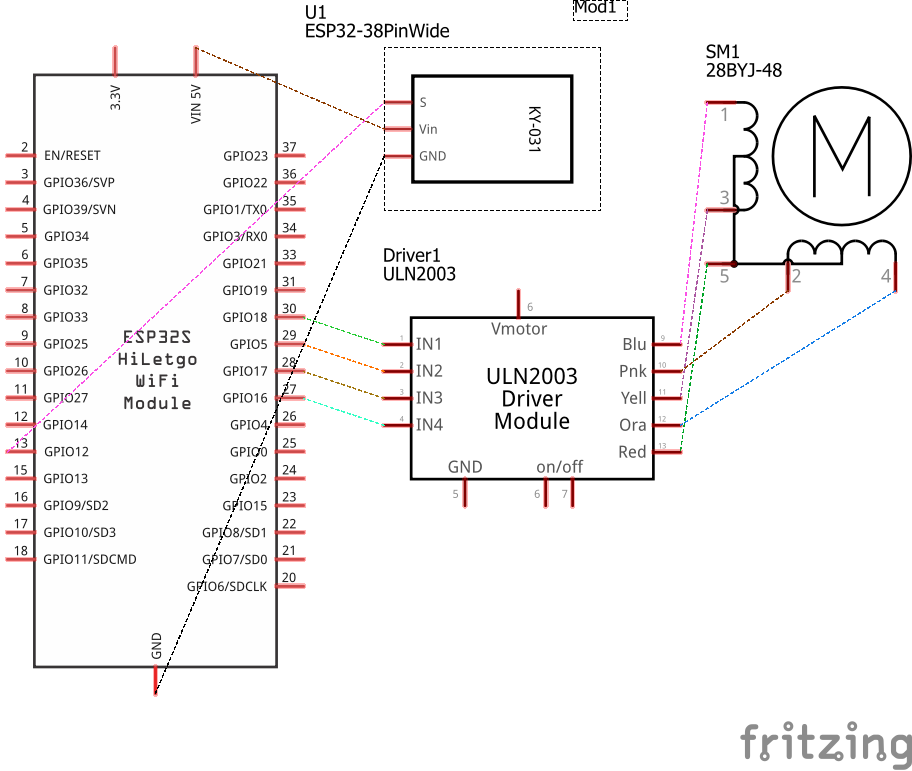 Mod1
U1
ESP32-38PinWide
3.3V
VIN 5V
2 EN/RESET
3 GPIO36/SVP
4 GPIO39/SVN
5 GPIO34
6 GPIO35
7 GPIO32
8 GPIO33
9 GPIO25
10 GPIO26
11 GPIO27
12 GPIO14
13 GPIO12
15 GPIO13
16 GPIO9/SD2
17 GPIO10/SD3
18 GPIO11/SDCMD
GPIO23 37
GPIO22 36
GPIO1/TX0 35
GPIO3/RX0 34
GPIO21 33
GPIO19 31
GPIO18 30
GPIO5 29
GPIO17 28
GPIO16 27
GPIO4 26
GPIO0 25
GPIO2 24
GPIO15 23
GPIO8/SD1 22
GPIO7/SD0 21
GPIO6/SDCLK 20
ESP32S
HiLetgo
WiFi
Module
GND
S
Vin
GND
KY-031
SM1
28BYJ-48
1
3
5
2
4
M
Driver1
ULN2003
6
Vmotor
1 IN1
2 IN2
3 IN3
4 IN4
ULN2003
Driver
Module
Blu 9
Pnk 10
Yell 11
Ora 12
Red 13
GND
on/off
5
6
7
fritzing